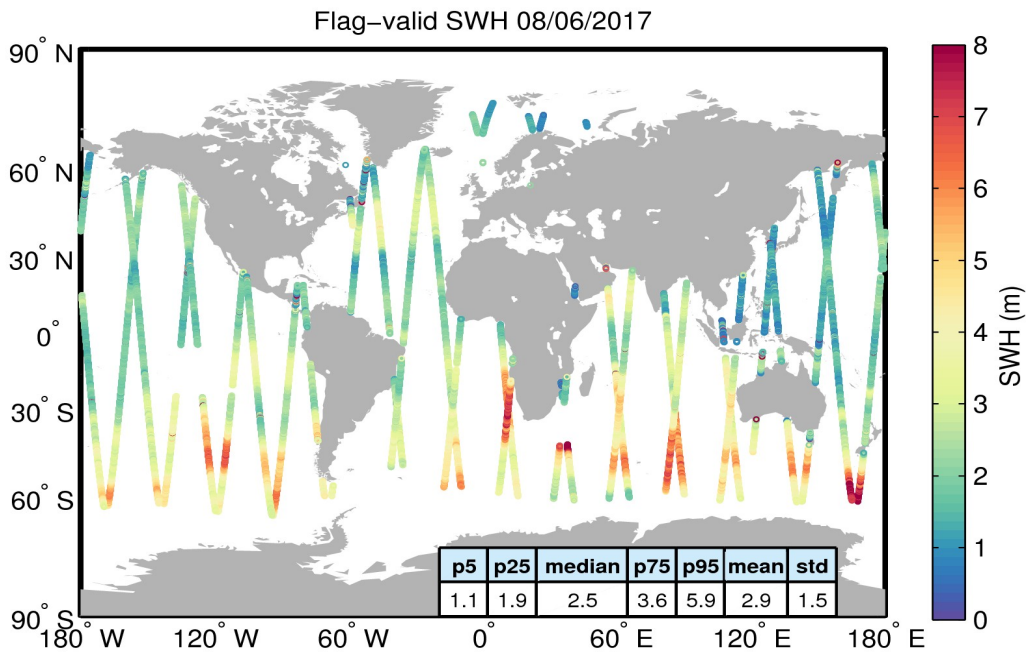 Flag−valid SWH 08/06/2017
90° N
60° N
30° N
0°
30° S
60° S
90° S
180° W
120° W
60° W
0°
60° E
120° E
180° E
p5 p25 median p75 p95 mean std
1.1 1.9 2.5 3.6 5.9 2.9 1.5
8
7
6
5
4
3
2
1
0
SWH (m)